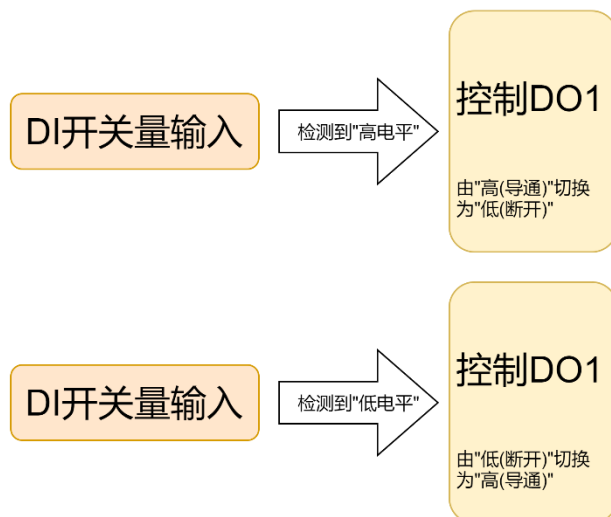 DI开关量输入
检测到"高电平"
控制DO1
由"高(导通)"切换
为"低(断开)"
DI开关量输入
检测到"低电平"
控制DO1
由"低(断开)"切换
为"高(导通)"